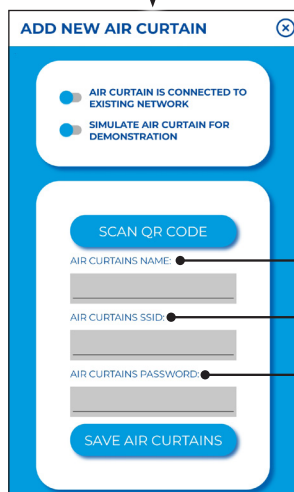 ADD NEW AIR CURTAIN
AIR CURTAIN IS CONNECTED TO
EXISTING NETWORK
SIMULATE AIR CURTAIN FOR
DEMONSTRATION
SCAN QR CODE
AIR CURTAINS NAME:
AIR CURTAINS SSID:
AIR CURTAINS PASSWORD:
SAVE AIR CURTAINS